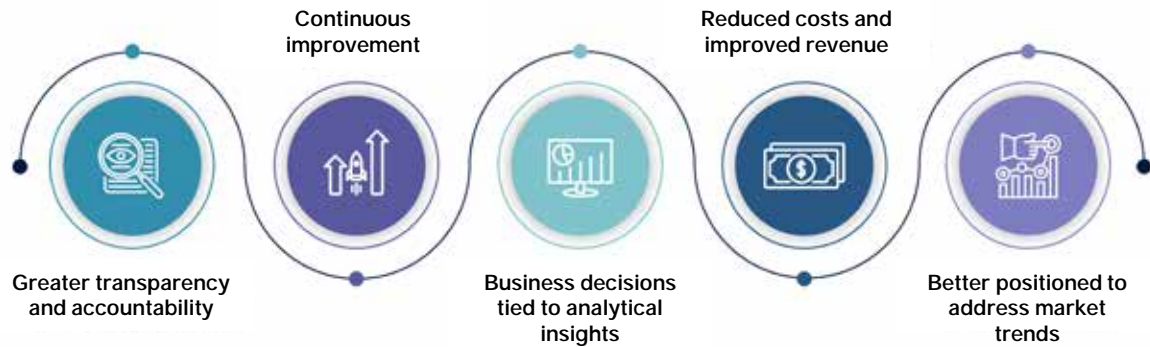 Continuous
improvement
Reduced costs and
improved revenue
Greater transparency
and accountability
Business decisions
tied to analytical
insights
Better positioned to
address market
trends